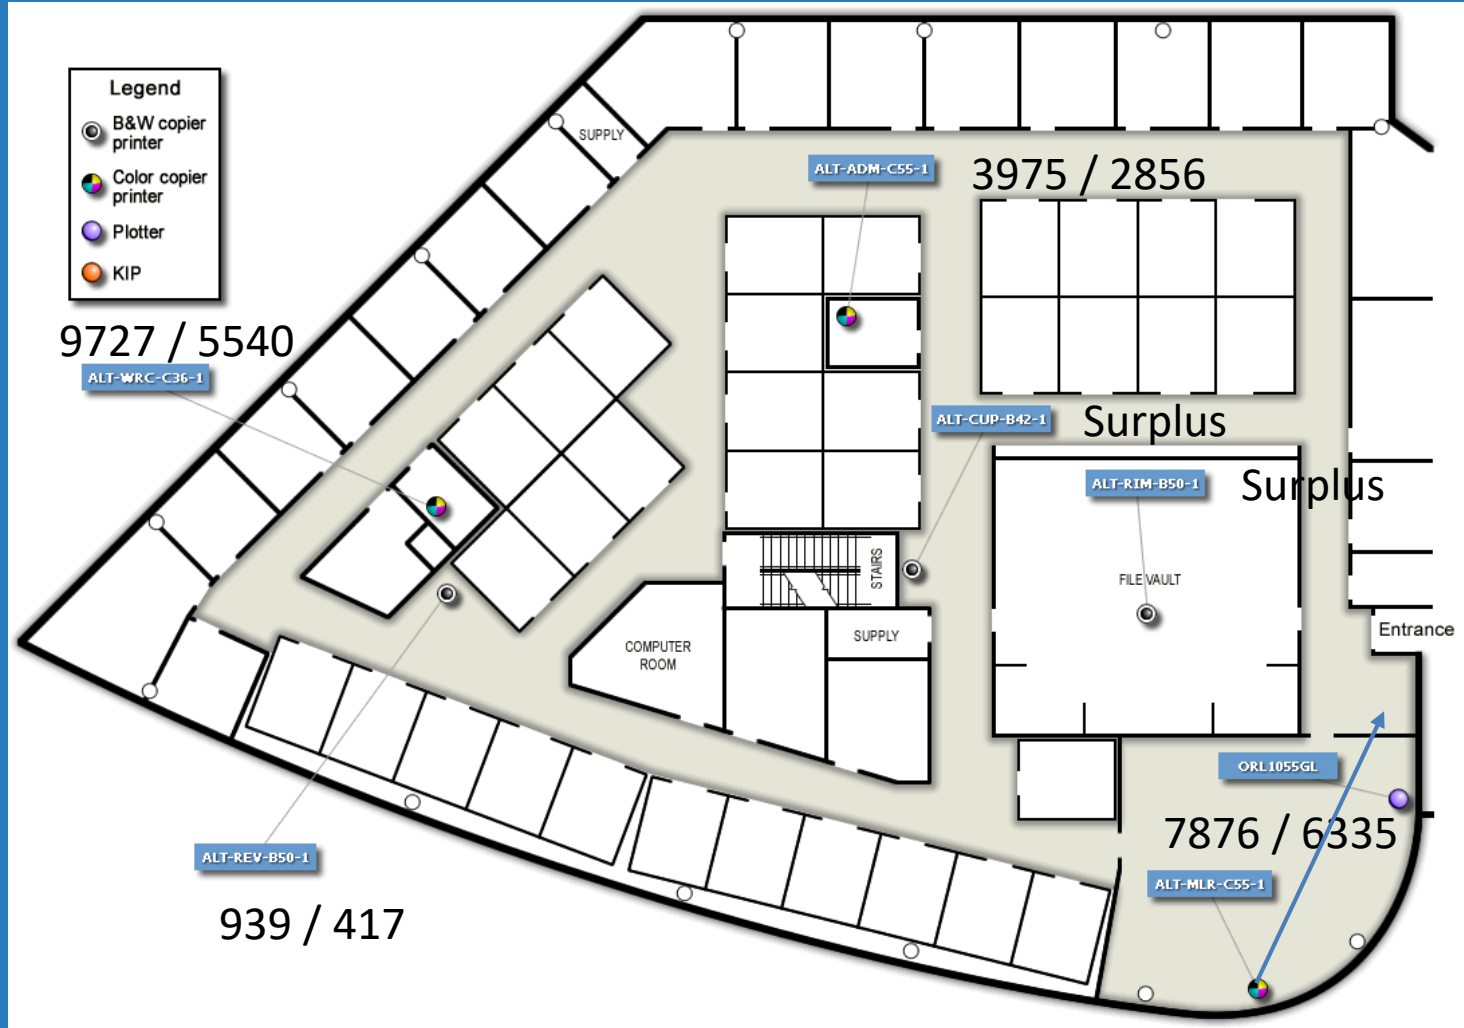 Legend
B&W copier
printer
Color copier
printer
Plotter
KIP
SUPPLY
ALT-ADM-C55-1
3975 / 2856
9727 / 5540
ALT-WRC-C36-1
ALT-CUP-B42-1
Surplus
ALT-RIM-B50-1
Surplus
STAIRS
FILE VAULT
SUPPLY
Entrance
COMPUTER
ROOM
ORL1055GL
7876 / 6335
ALT-REV-B50-1
ALT-MLR-C55-1
939 / 417